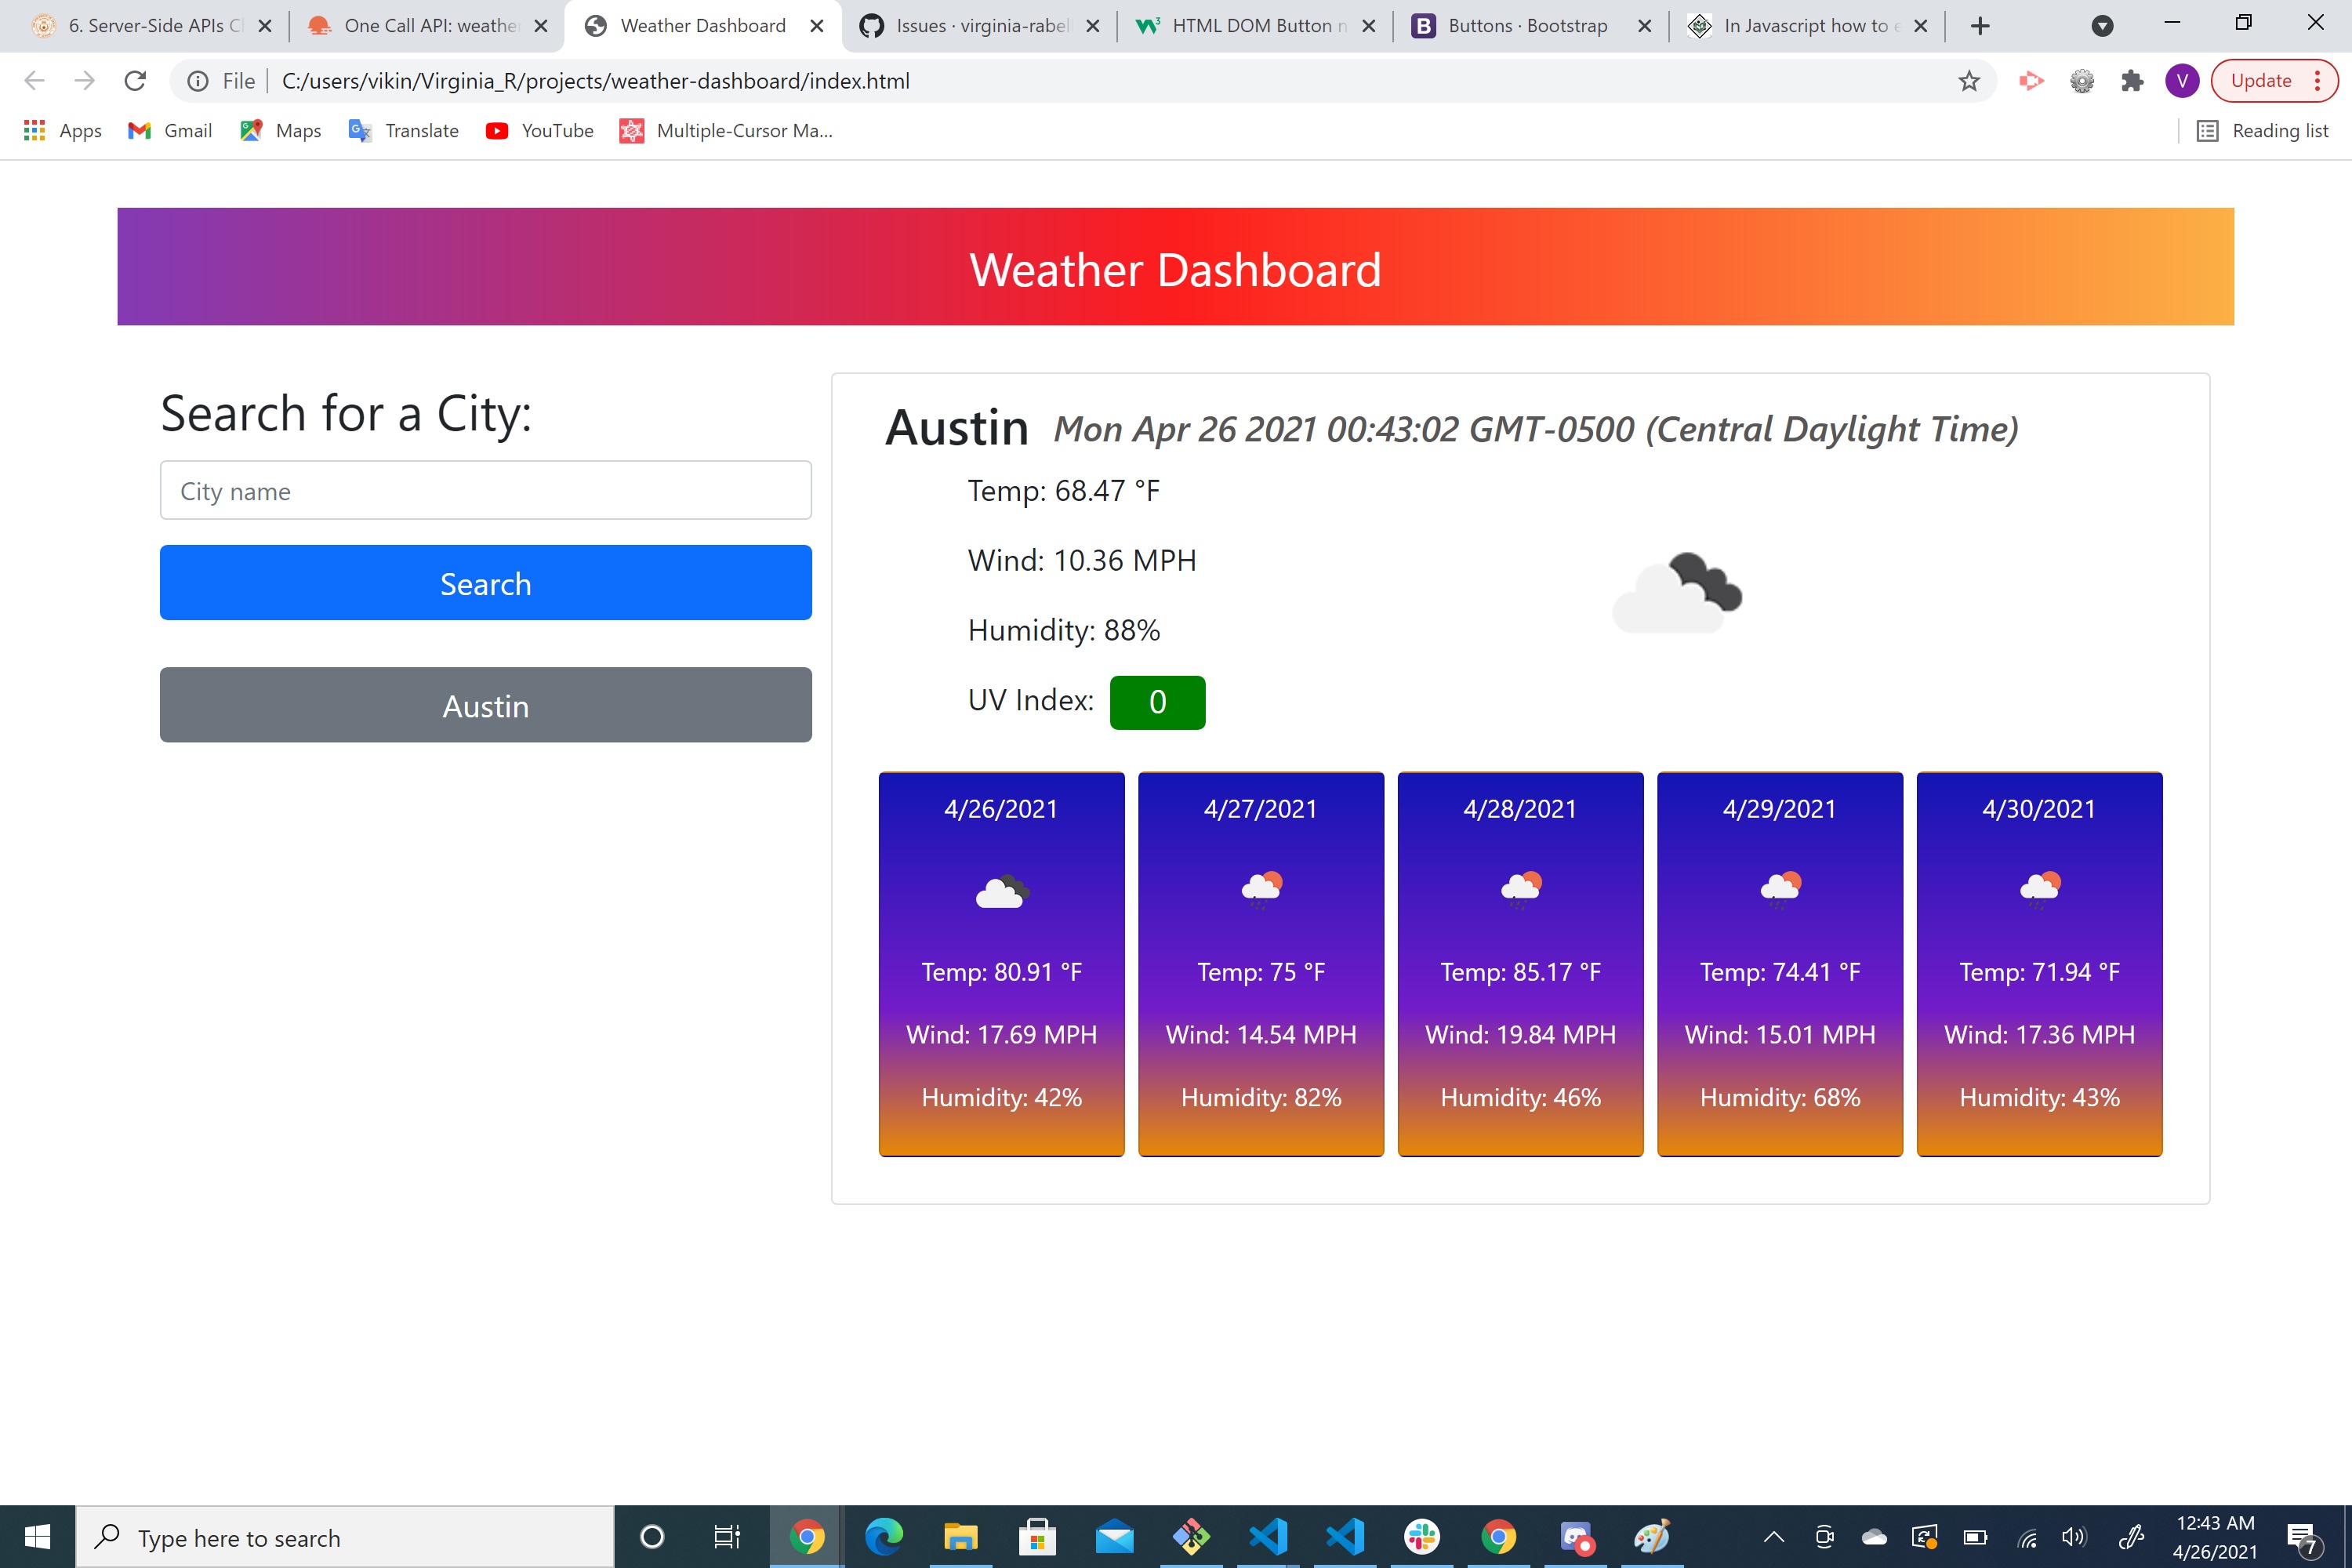 6. Server-Side APIs Cl
One Call API: weathe
Weather Dashboard
Issues · virginia-rabel
HTML DOM Button n
Buttons · Bootstrap
In Javascript how to e
File
C:/users/vikin/Virginia_R/projects/weather-dashboard/index.html
V
Update
Apps
Gmail
Maps
Translate
YouTube
Multiple-Cursor Ma...
Reading list
Weather Dashboard
Search for a City:
City name
Search
Austin
Austin Mon Apr 26 2021 00:43:02 GMT-0500 (Central Daylight Time)
Temp: 68.47 °F
Wind: 10.36 MPH
Humidity: 88%
UV Index: 0
4/26/2021
Temp: 80.91 °F
Wind: 17.69 MPH
Humidity: 42%
4/27/2021
Temp: 75 °F
Wind: 14.54 MPH
Humidity: 82%
4/28/2021
Temp: 85.17 °F
Wind: 19.84 MPH
Humidity: 46%
4/29/2021
Temp: 74.41 °F
Wind: 15.01 MPH
Humidity: 68%
4/30/2021
Temp: 71.94 °F
Wind: 17.36 MPH
Humidity: 43%
Type here to search
12:43 AM
4/26/2021
7